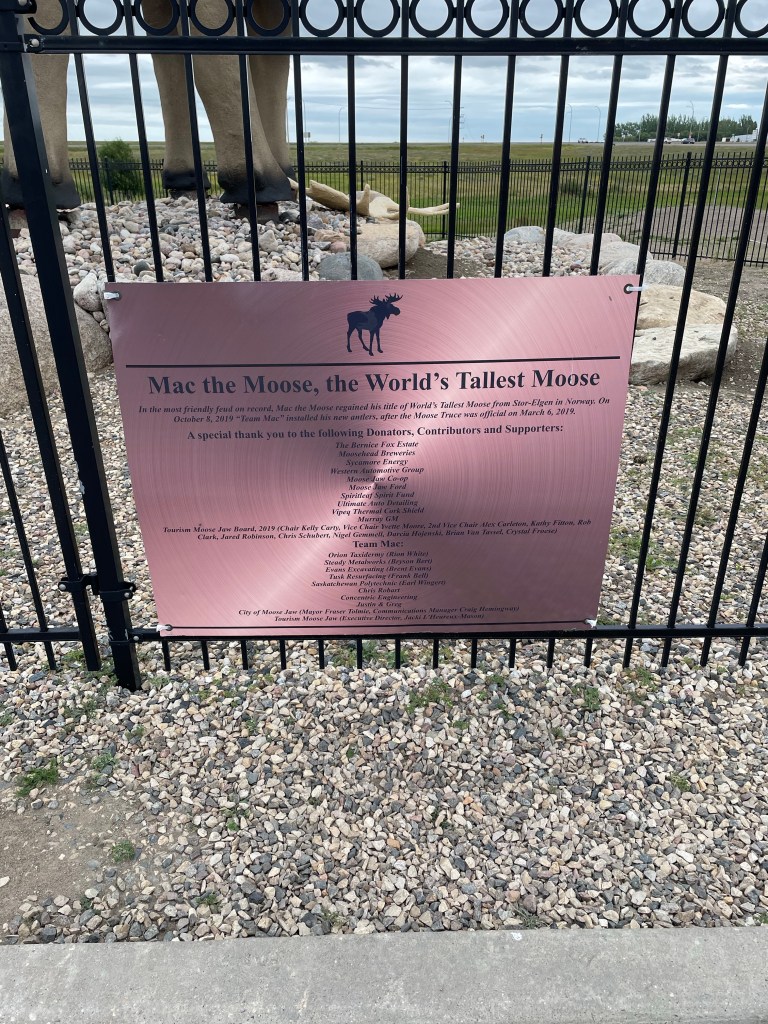 Mac the Moose, the World's Tallest Moose
In the most friendly feud on record, Mac the Moose regained his title of World's Tallest Moose from Stor-Elgen in Norway. On
October 8, 2019 "Team Mac" installed his new antlers, after the Moose Truce was official on March 6, 2019.
A special thank you to the following Donators, Contributors and Supporters:
The Bernice Fox Estate
Moosehead Breweries
Sycamore Energy
Western Automotive Group
Moose Jaw Co-op
Moose Jaw Ford
Spiritleaf Spirit Fund
Ultimate Auto Detailing
Vipeq Thermal Cork Shield
Murray GM
Tourism Moose Jaw Board, 2019 (Chair Kelly Carty, Vice Chair Yvette Moore, 2nd Vice Chair Alex Carleton, Kathy Fitton, Rob
Clark, Jared Robinson, Chris Schubert, Nigel Gemmell, Darcia Hojenski, Brian Van Tassel, Crystal Froese)
Team Mac:
Orion Taxidermy (Rion White)
Steady Metalworks (Bryson Bart)
Evans Excavating (Brent Evans)
Tusk Resurfacing (Frank Bell)
Saskatchewan Polytechnic (Earl Wingert)
Chris Robart
Concentric Engineering
Justin & Greg
City of Moose Jaw (Mayor Fraser Tolmie, Communications Manager Craig Hemingway)
Tourism Moose Jaw (Executive Director, Jacki L'Heureux-Mason)